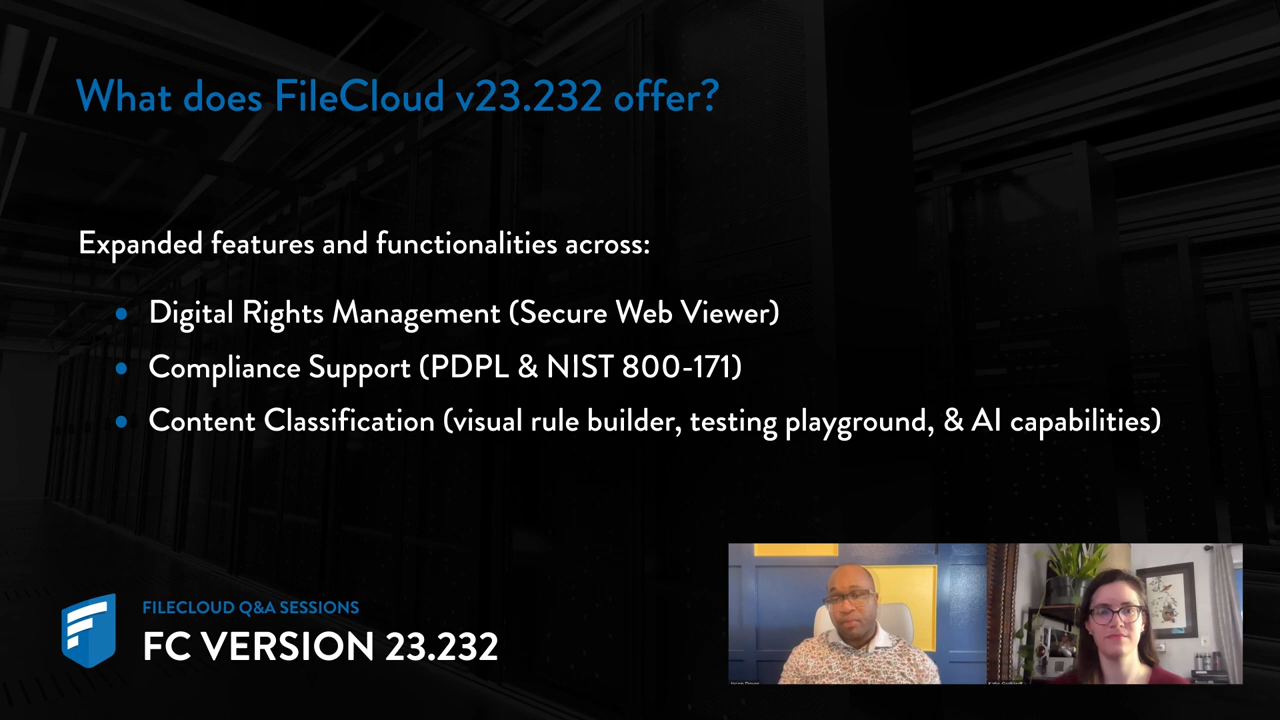 What does FileCloud v23.232 offer?
Expanded features and functionalities across:
Digital Rights Management (Secure Web Viewer)
Compliance Support (PDPL & NIST 800-171)
Content Classification (visual rule builder, testing playground, & AI capabilities)
FILECLOUD Q&A SESSIONS
FC VERSION 23.232